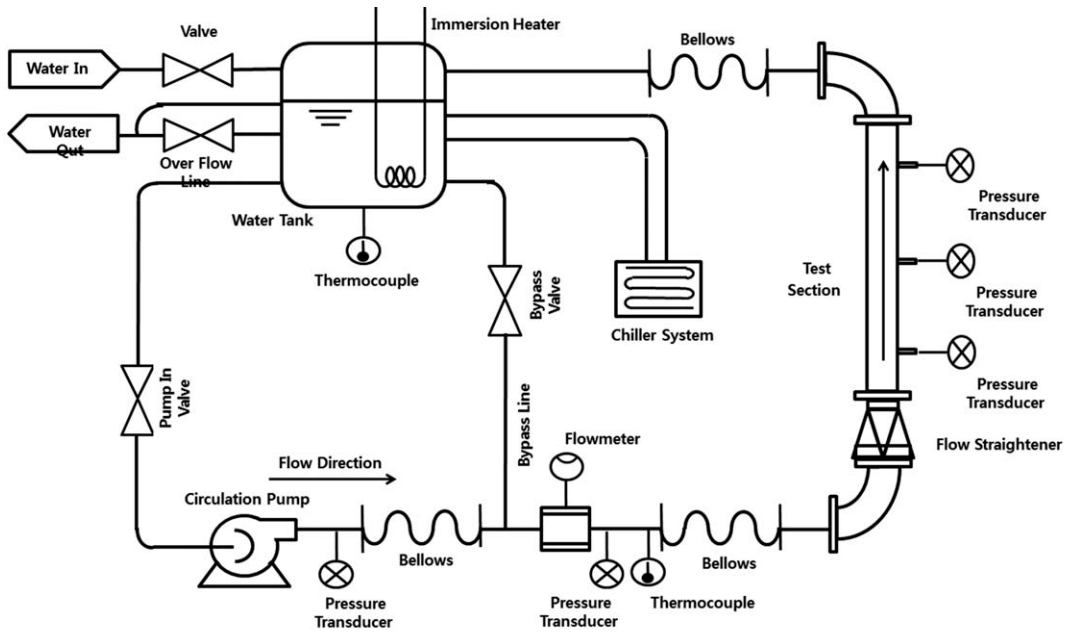 Immersion Heater
Valve
Bellows
Water In
Water
Qut
Over Flow
Line
Water Tank
Thermocouple
Bypass
Valve
Chiller System
Test
Section
Pressure
Transducer
Pressure
Transducer
Pressure
Transducer
Pump In
Valve
Bypass Line
Flowmeter
Flow Straightener
Flow Direction
Circulation Pump
Bellows
Bellows
Pressure
Transducer
Pressure
Transducer
Thermocouple